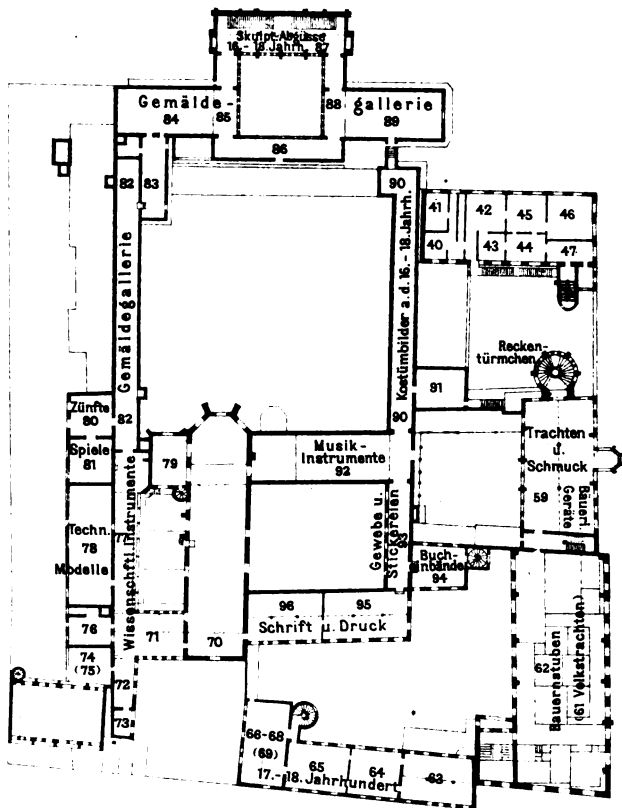 Skulpt. Abgüsse
16.-18. Jahrh. 87
Gemälde-
gallerie
84
85
88
89
86
82
83
90
41
42
45
46
40
43
44
47
Gemäldegallerie
Kostümbilder a.d. 16.-18. Jahrh.
Recken-
türmchen
91
Zünfte
80
82
90
Spiele
81
79
Musik-
Instrumente
92
Trachten
u.
Schmuck
59
Bäuerl.
Geräte
Techn.
78
Modelle
77
Wissenschftl. Instrumente
Gewebe u.
Stickereien
93
Buch-
einbände
94
96
95
Schrift u. Druck
76
71
70
74
(75)
72
73
62
Bauernstuben
(61 Volkstrachten)
66-68
(69)
65
64
63
17.-18. Jahrhundert